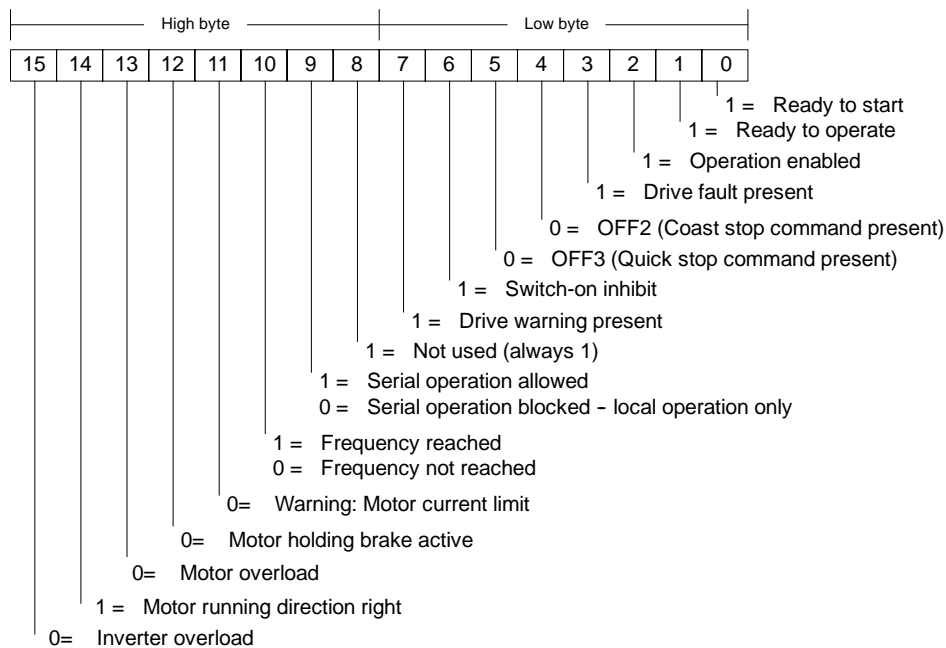 High byte Low byte
15 14 13 12 11 10 9 8 7 6 5 4 3 2 1 0
1 = Ready to start
1 = Ready to operate
1 = Operation enabled
1 = Drive fault present
0 = OFF2 (Coast stop command present)
0 = OFF3 (Quick stop command present)
1 = Switch-on inhibit
1 = Drive warning present
1 = Not used (always 1)
1 = Serial operation allowed
0 = Serial operation blocked - local operation only
1 = Frequency reached
0 = Frequency not reached
0= Warning: Motor current limit
0= Motor holding brake active
0= Motor overload
1 = Motor running direction right
0= Inverter overload